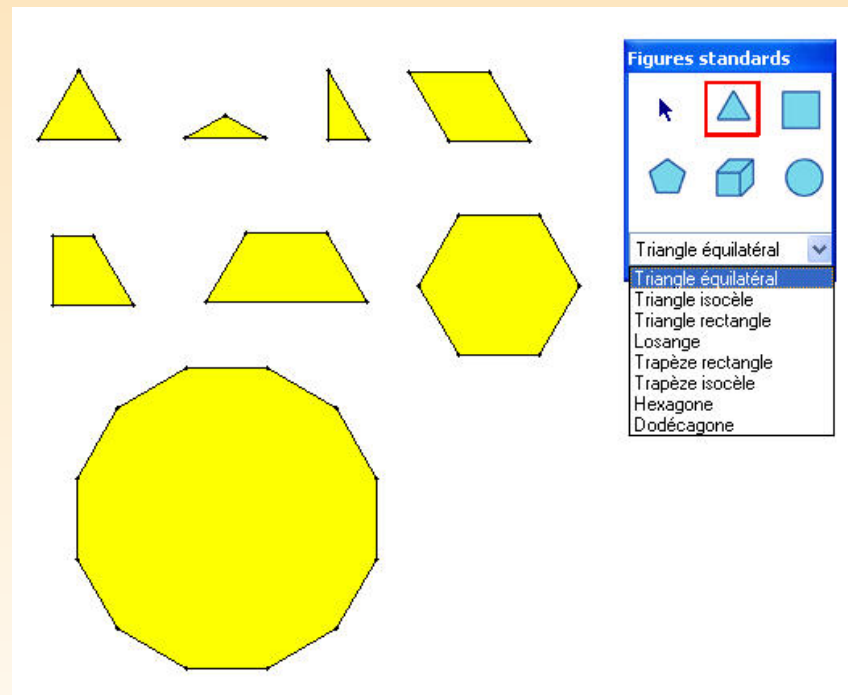 Figures standards
Triangle équilatéral
Triangle équilatéral
Triangle isocèle
Triangle rectangle
Losange
Trapèze rectangle
Trapèze isocèle
Hexagone
Dodécagone